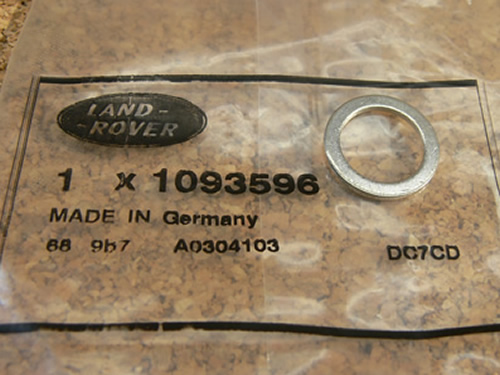 LAND-
-ROVER
1 x 1093596
MADE IN Germany
68 9b7 A0304103 DC7CD